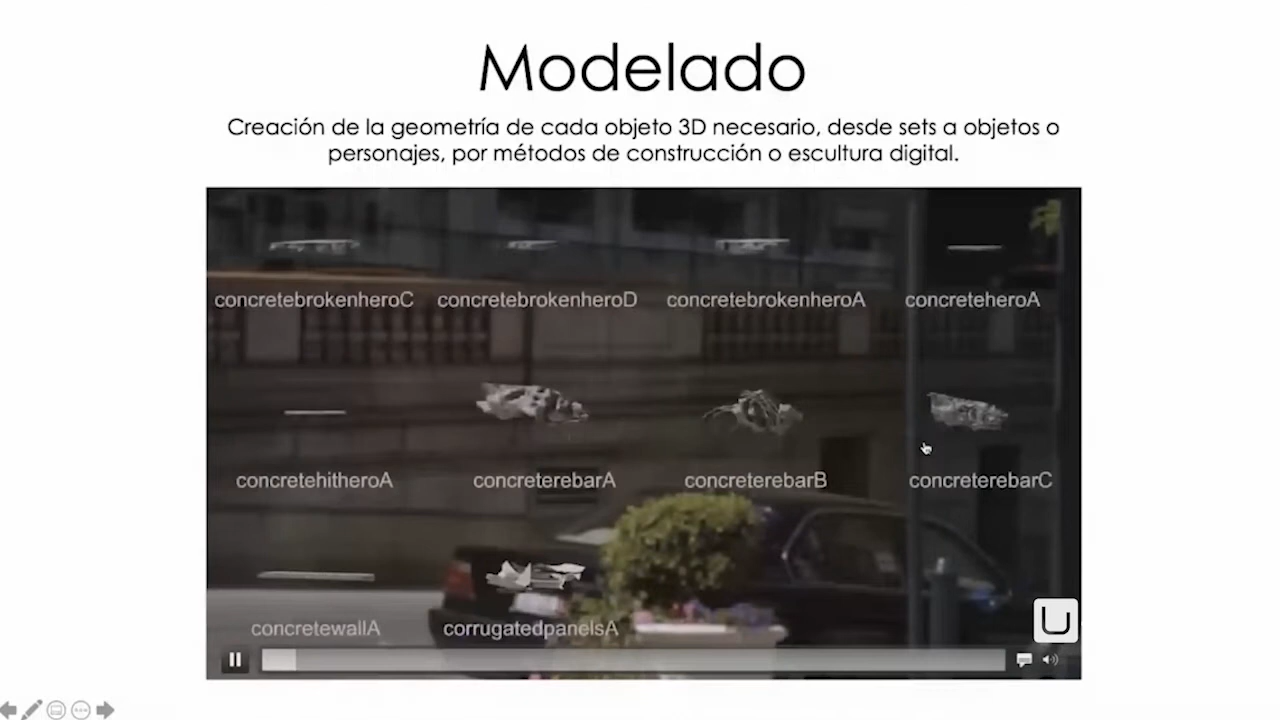 Modelado
Creación de la geometría de cada objeto 3D necesario, desde sets a objetos o
personajes, por métodos de construcción o escultura digital.
concretebrokenheroC concretebrokenheroD concretebrokenheroA concreteheroA
concretehitheroA concreterebarA concreterebarB concreterebarC
concretewallA corrugatedpanelsA
U